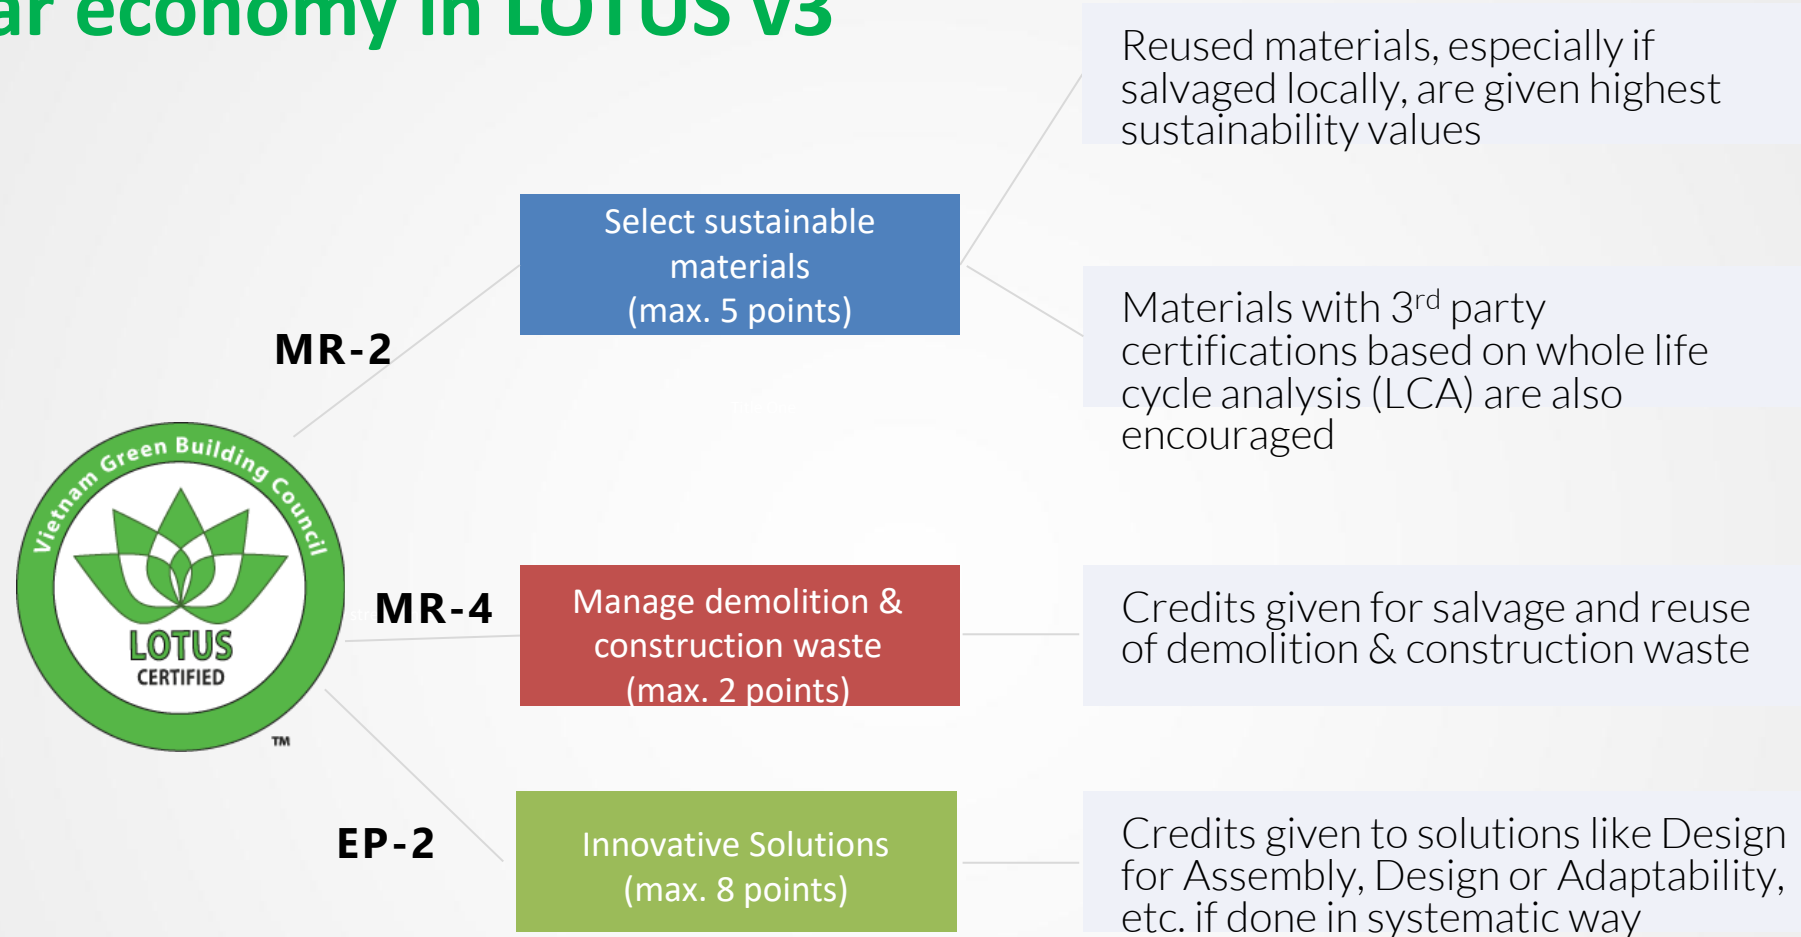 ar economy in LOTUS V3
Reused materials, especially if
salvaged locally, are given highest
sustainability values
Select sustainable
materials
(max. 5 points)
MR-2
Materials with 3rd party
certifications based on whole life
cycle analysis (LCA) are also
encouraged
Vietnam Green Building Council
LOTUS
CERTIFIED
TM
MR-4
Manage demolition &
construction waste
(max. 2 points)
Credits given for salvage and reuse
of demolition & construction waste
EP-2
Innovative Solutions
(max. 8 points)
Credits given to solutions like Design
for Assembly, Design or Adaptability,
etc. if done in systematic way